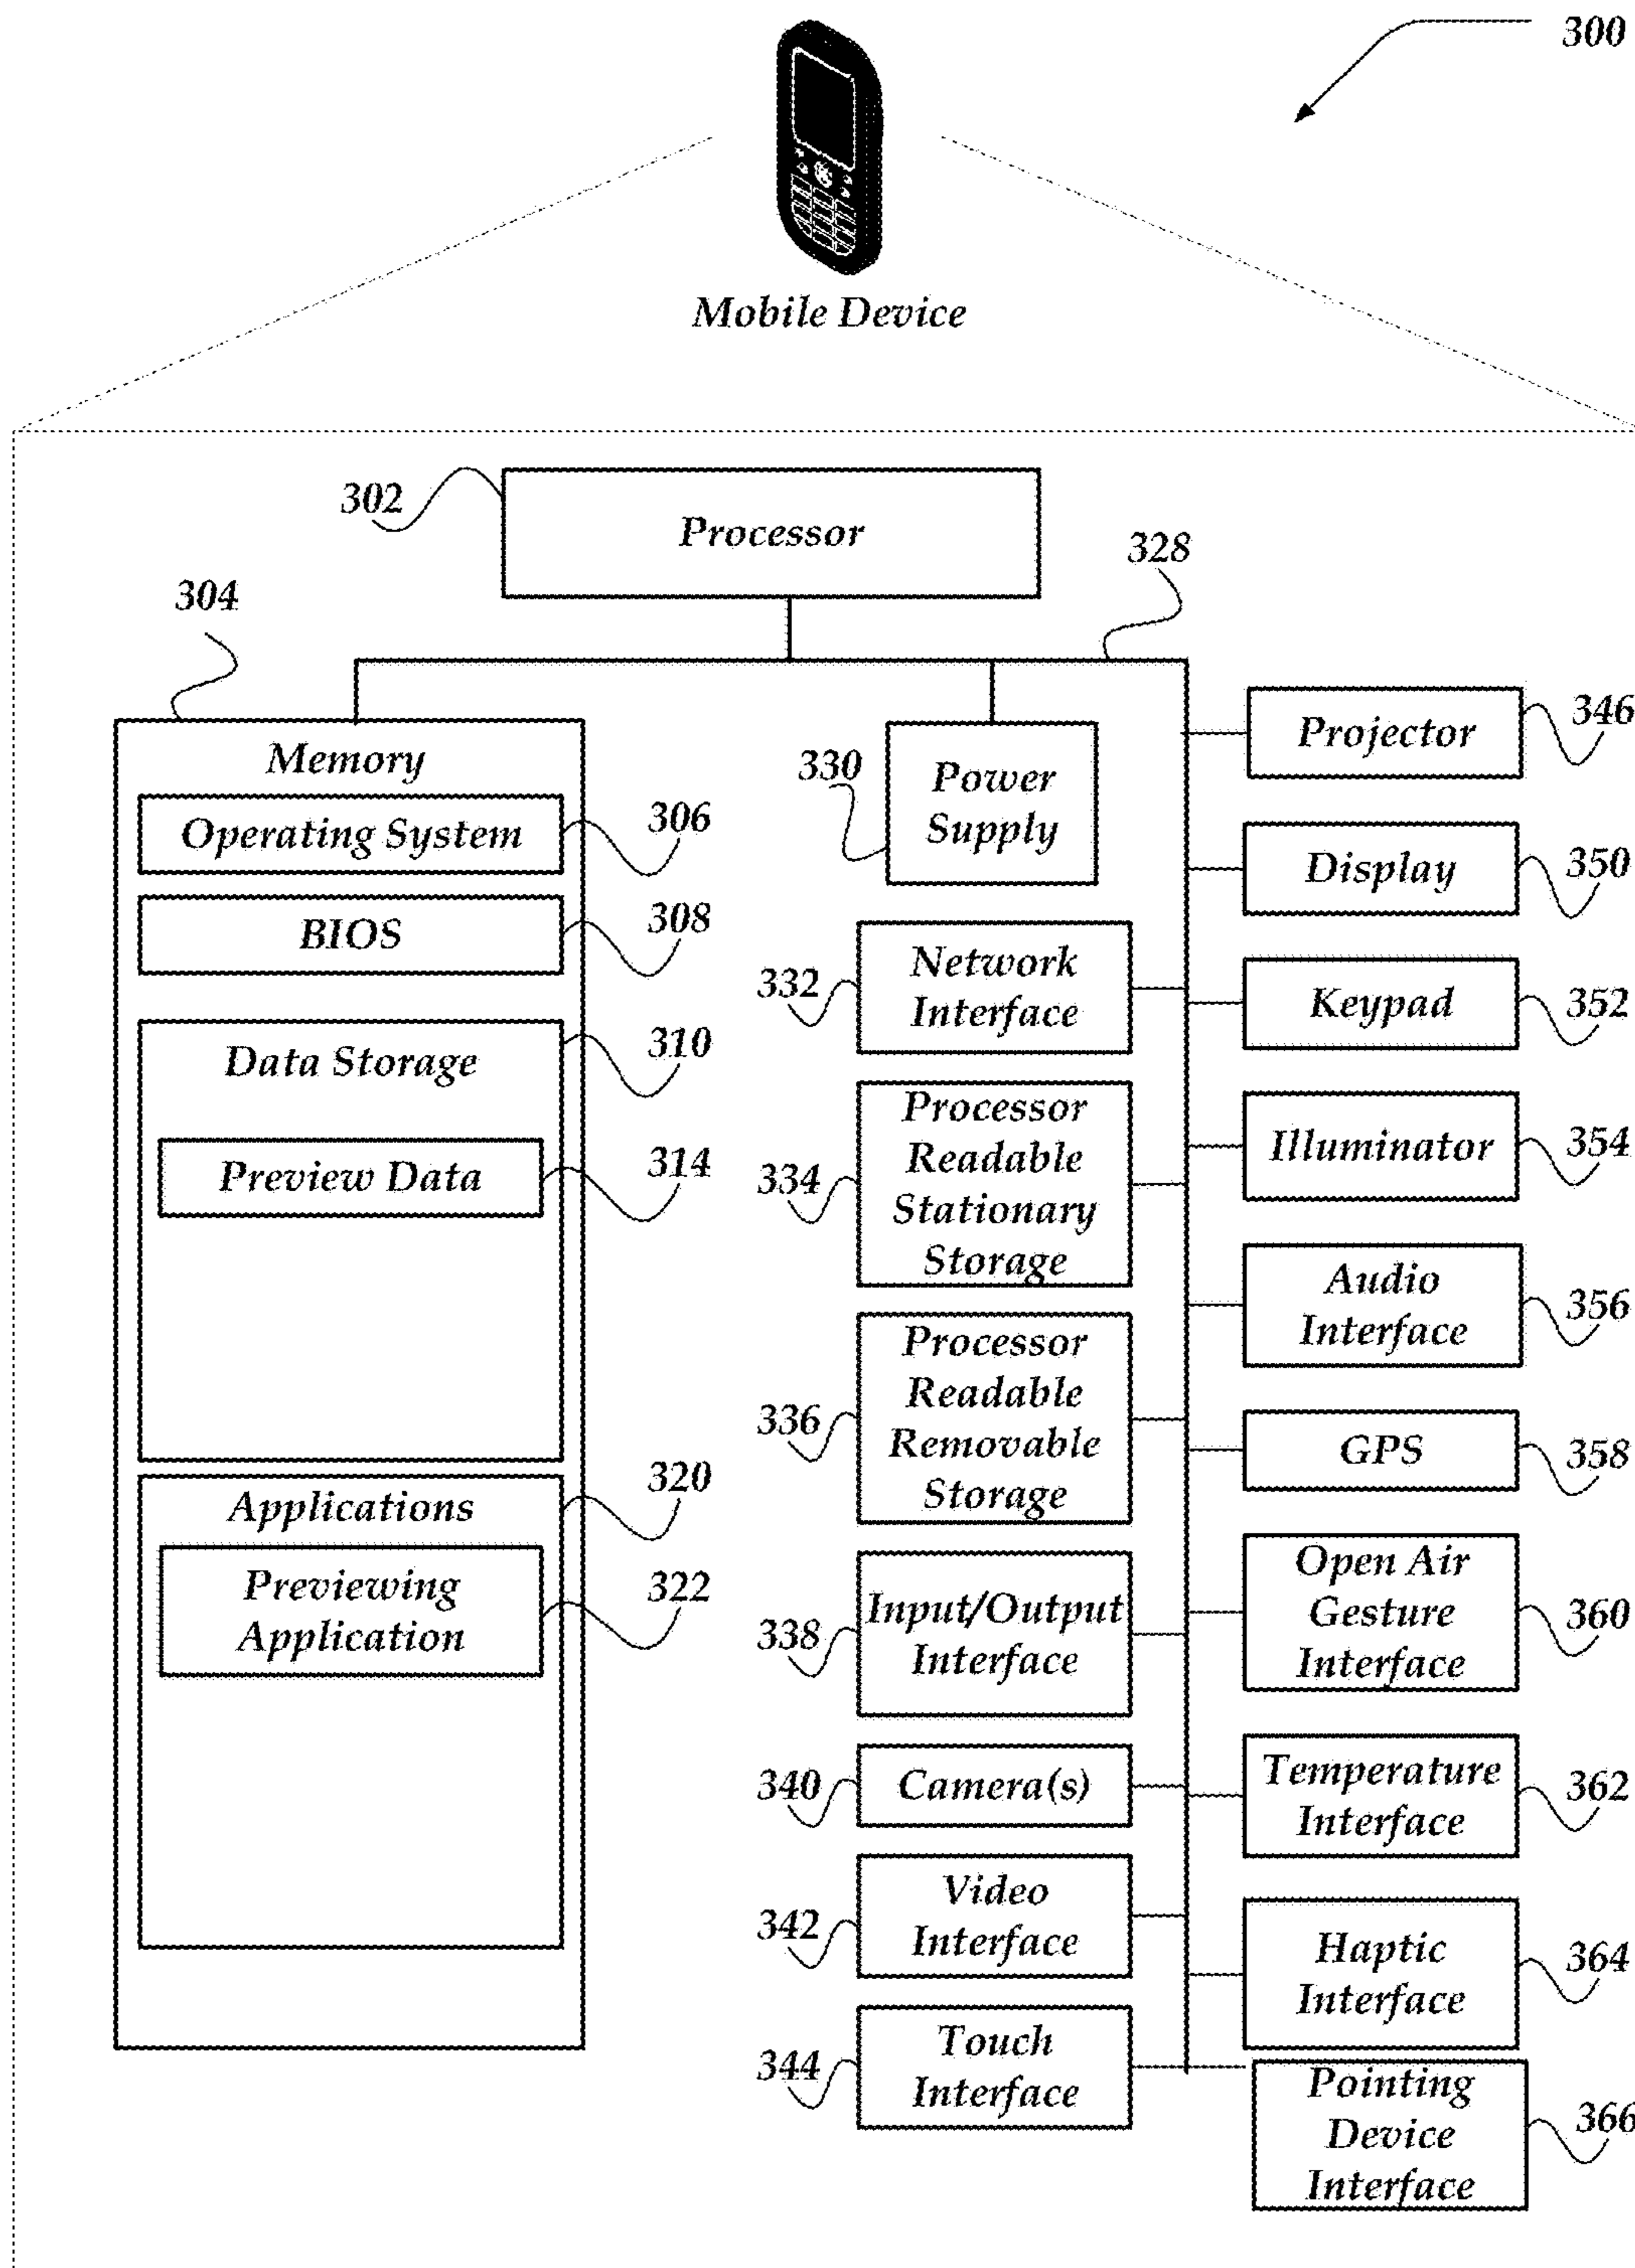 300
Mobile Device
302
Processor
328
304
Memory
Operating System
306
BIOS
308
Data Storage
310
Preview Data
314
Applications
320
Previewing
Application
322
330
Power
Supply
332
Network
Interface
334
Processor
Readable
Stationary
Storage
336
Processor
Readable
Removable
Storage
338
Input/Output
Interface
340
Camera(s)
342
Video
Interface
344
Touch
Interface
Projector
346
Display
350
Keypad
352
Illuminator
354
Audio
Interface
356
GPS
358
Open Air
Gesture
Interface
360
Temperature
Interface
362
Haptic
Interface
364
Pointing
Device
Interface
366